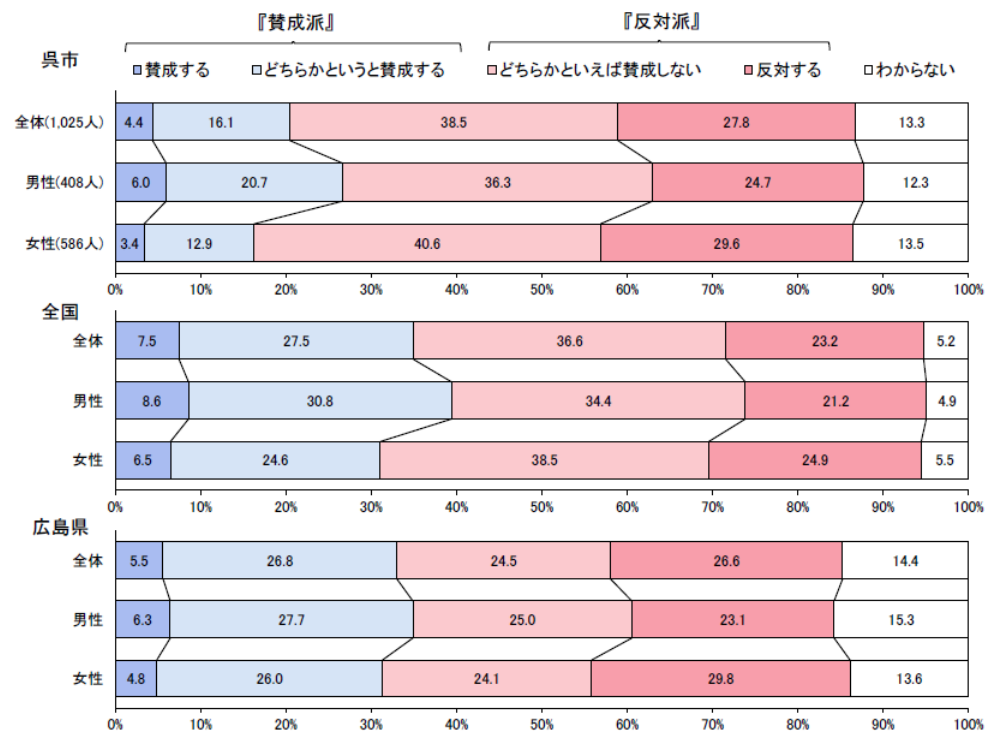 『賛成派』 『反対派』
呉市
賛成する どちらかというと賛成する どちらかといえば賛成しない 反対する わからない
全体(1,025人) 4.4 16.1 38.5 27.8 13.3
男性(408人) 6.0 20.7 36.3 24.7 12.3
女性(586人) 3.4 12.9 40.6 29.6 13.5
0% 10% 20% 30% 40% 50% 60% 70% 80% 90% 100%
全国
全体 7.5 27.5 36.6 23.2 5.2
男性 8.6 30.8 34.4 21.2 4.9
女性 6.5 24.6 38.5 24.9 5.5
0% 10% 20% 30% 40% 50% 60% 70% 80% 90% 100%
広島県
全体 5.5 26.8 24.5 26.6 14.4
男性 6.3 27.7 25.0 23.1 15.3
女性 4.8 26.0 24.1 29.8 13.6
0% 10% 20% 30% 40% 50% 60% 70% 80% 90% 100%